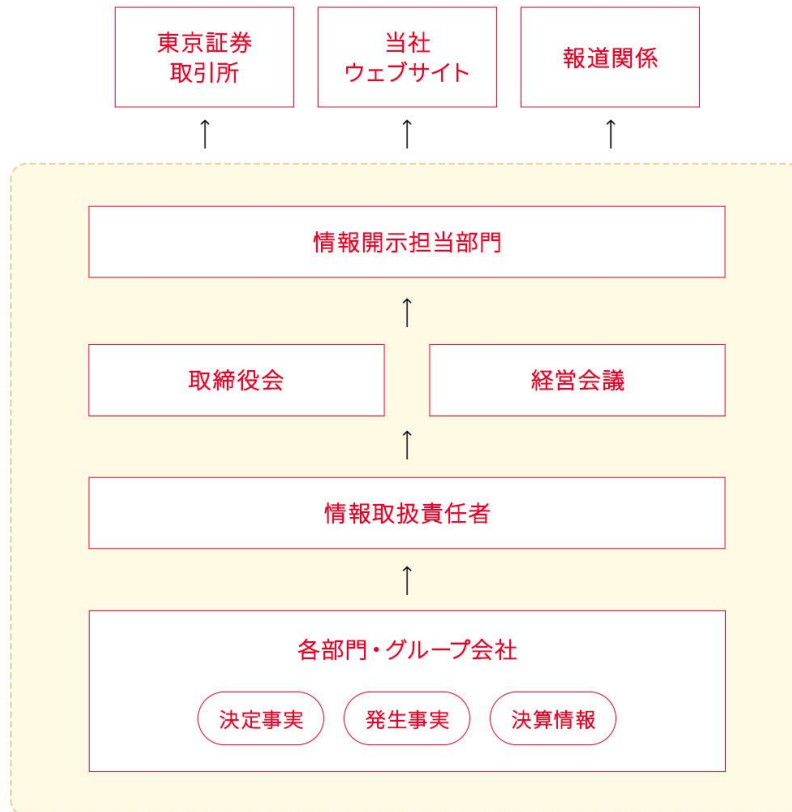 東京証券
取引所
当社
ウェブサイト
報道関係
情報開示担当部門
取締役会
経営会議
情報取扱責任者
各部門・グループ会社
決定事実
発生事実
決算情報